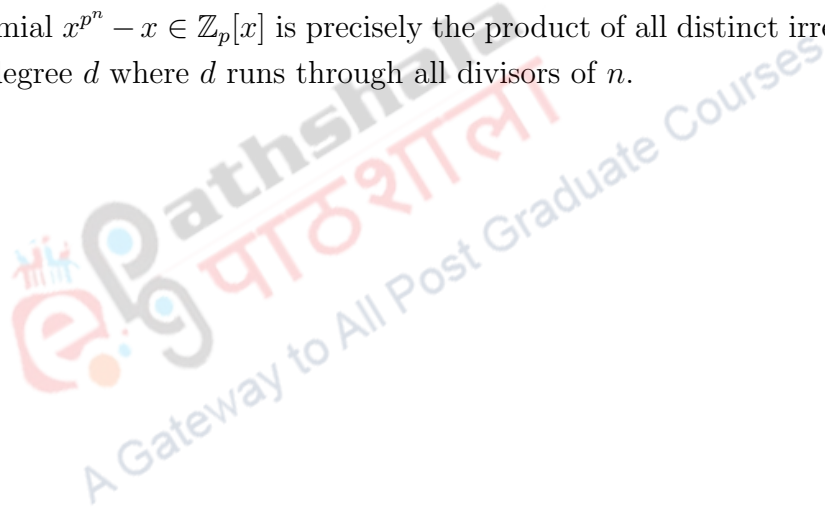 mial $x^{p^n} - x \in \mathbb{Z}_p[x]$ is precisely the product of all distinct irre
egree $d$ where $d$ runs through all divisors of $n$.
Pathshala
पाठशाला
A Gateway to All Post Graduate Courses